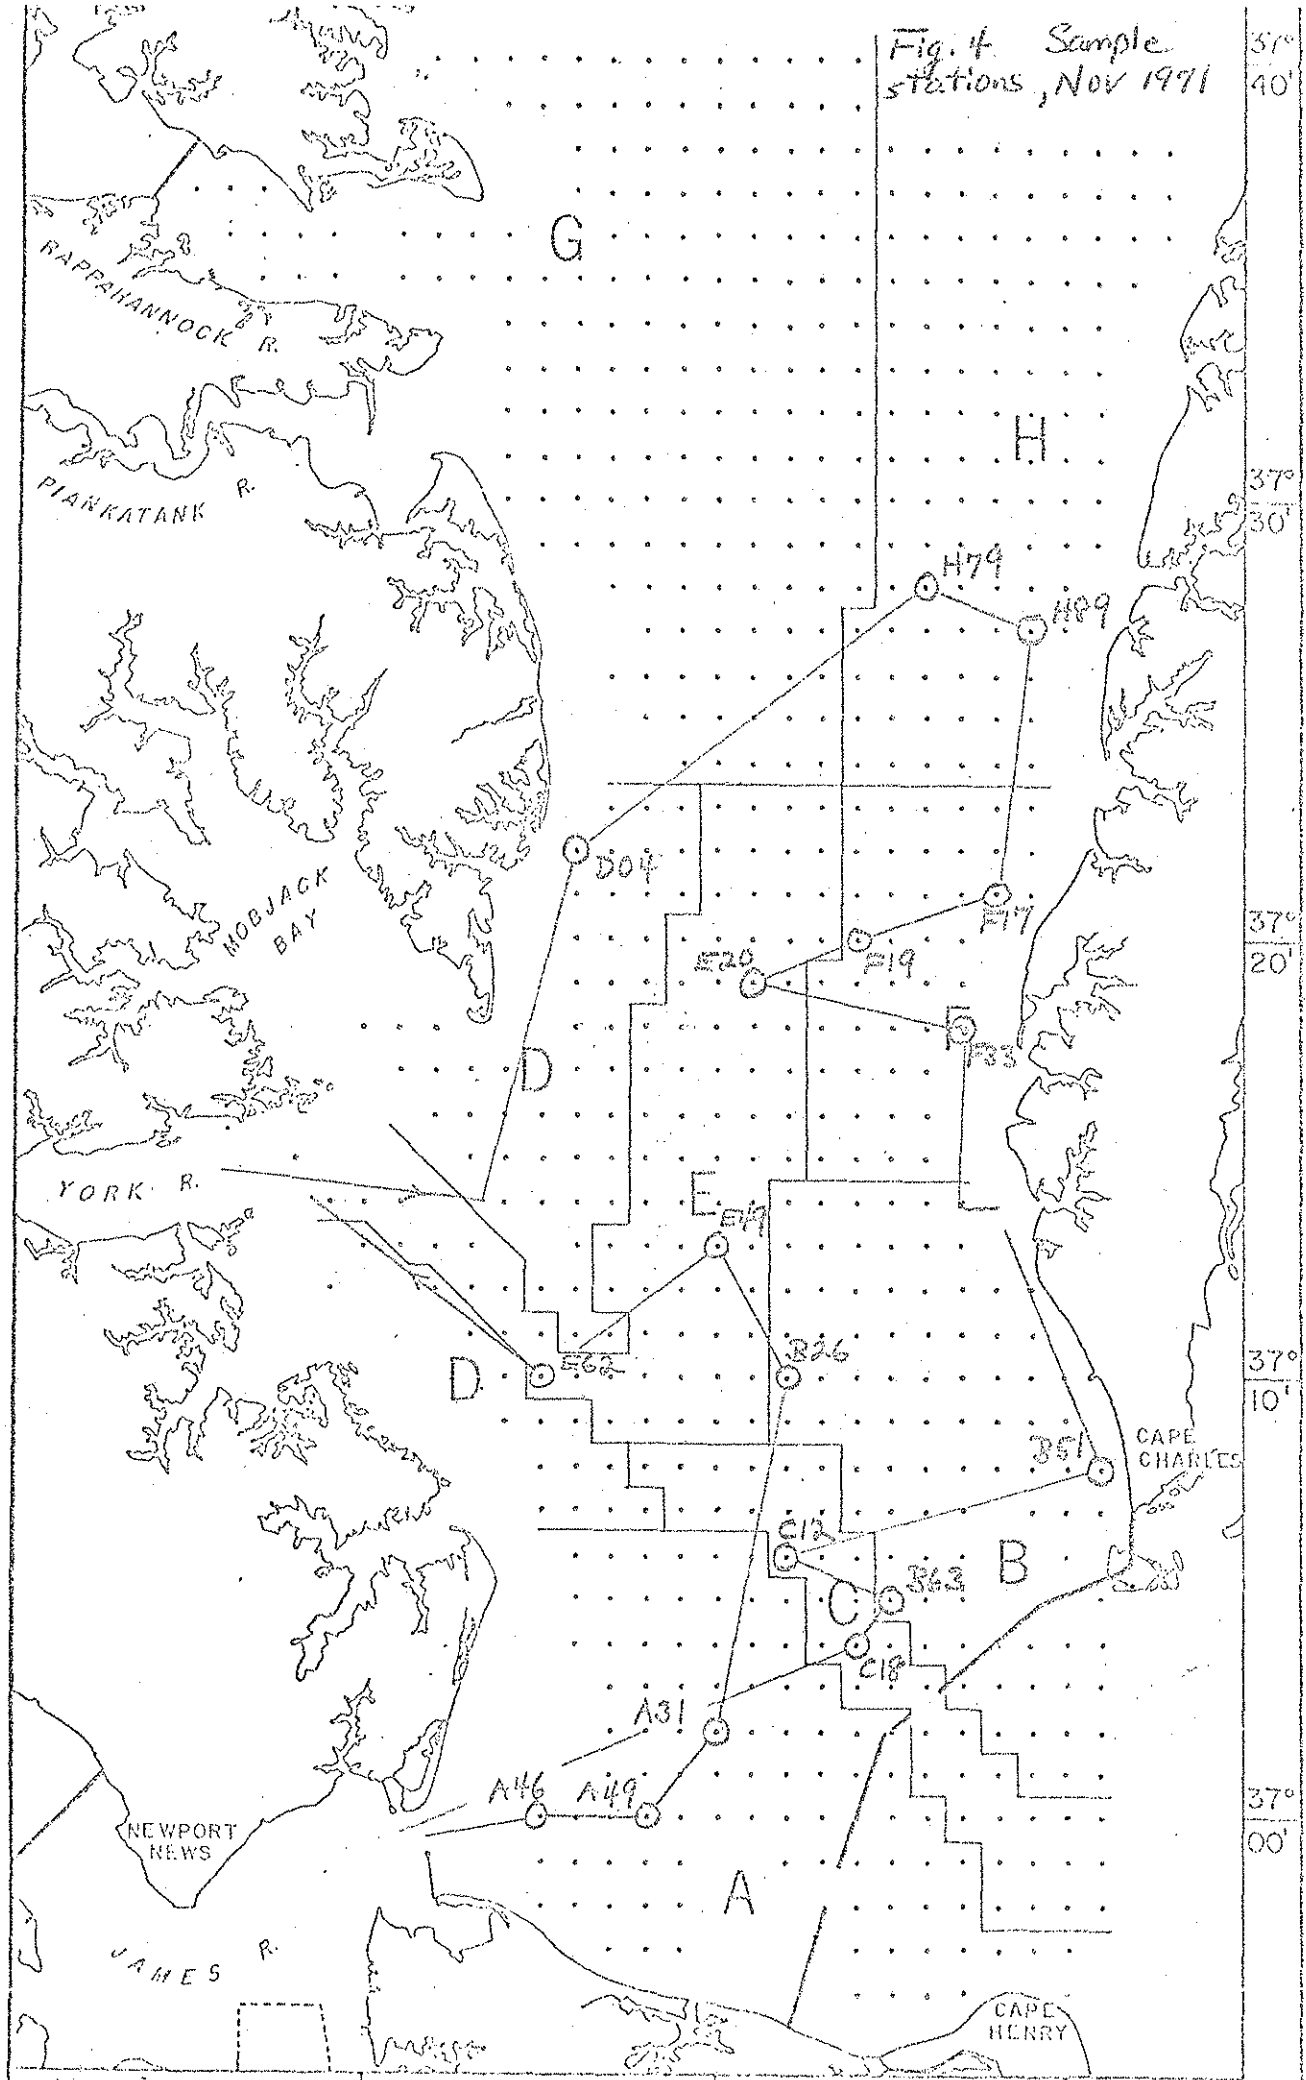 Fig. 4 Sample
stations, Nov 1971
37°
40'
G
RAPPAHANNOCK R.
H
PIANKATANK R.
37°
30'
H79
H89
D04
MOBJACK
BAY
F17
F19
E20
37°
20'
F
F33
D
YORK R.
E
E49
B26
E62
D
37°
10'
CAPE
CHARLES
B51
C12
B
B63
C
C18
A31
A46
A49
37°
00'
NEWPORT
NEWS
A
JAMES R.
CAPE
HENRY